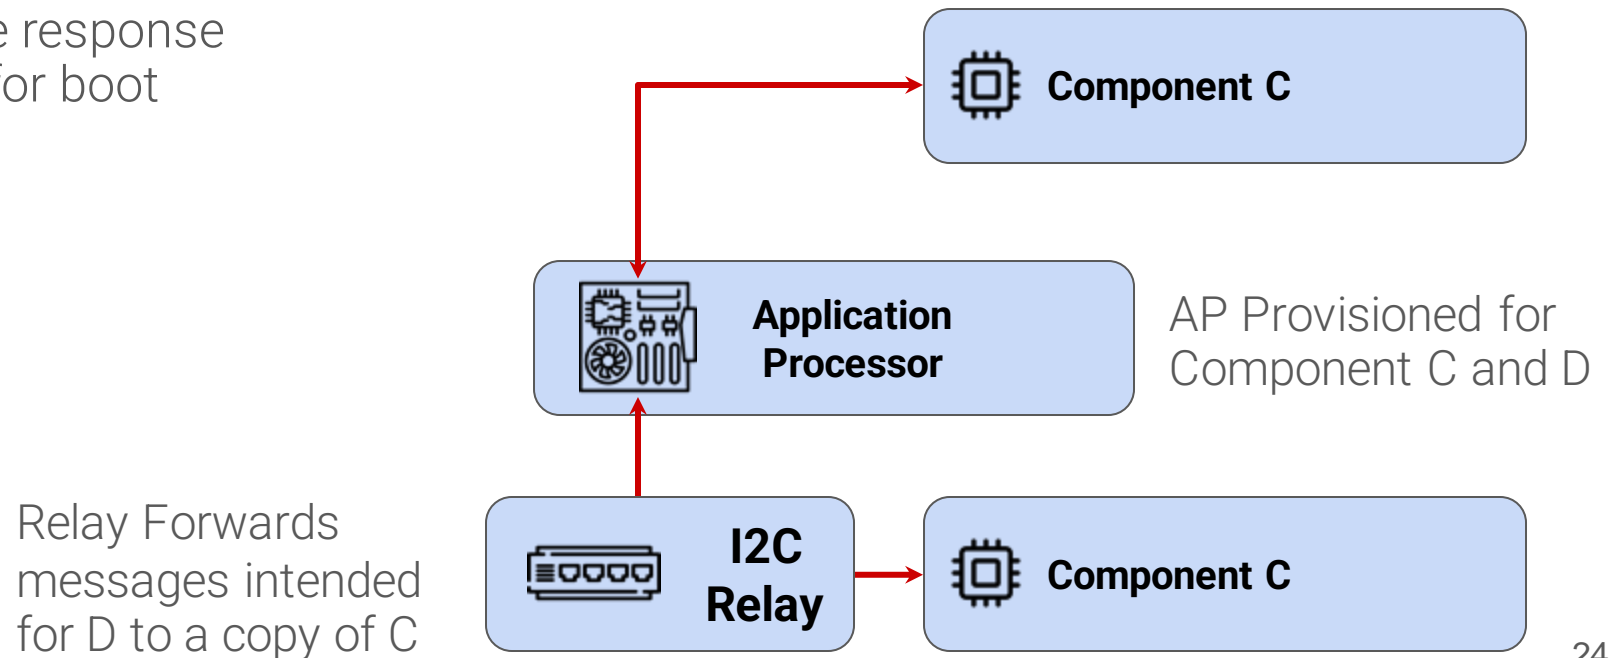 response
for boot
Component C
Application
Processor
AP Provisioned for
Component C and D
Relay Forwards
messages intended
for D to a copy of C
I2C
Relay
Component C
24